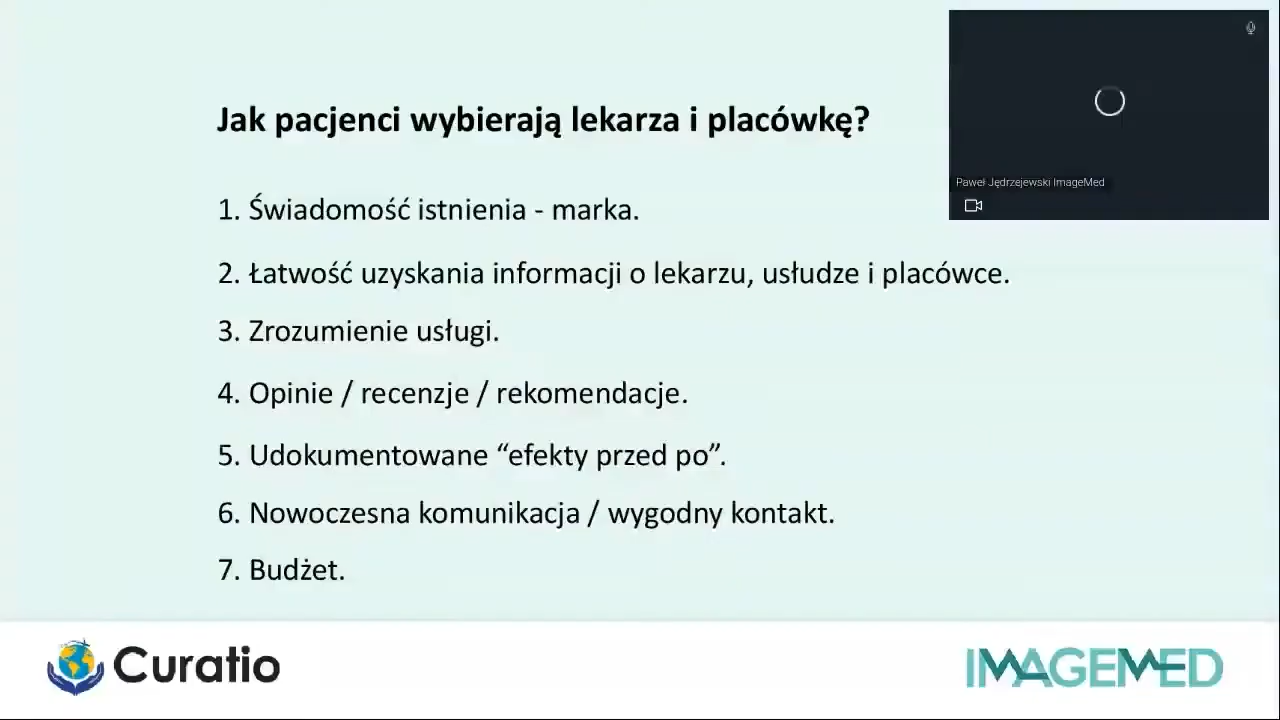 Jak pacjenci wybierają lekarza i placówkę?
Paweł Jędrzejewski ImageMed
1. Świadomość istnienia - marka.
2. Łatwość uzyskania informacji o lekarzu, usłudze i placówce.
3. Zrozumienie usługi.
4. Opinie / recenzje / rekomendacje.
5. Udokumentowane “efekty przed po”.
6. Nowoczesna komunikacja / wygodny kontakt.
7. Budżet.
Curatio
IMAGEMED